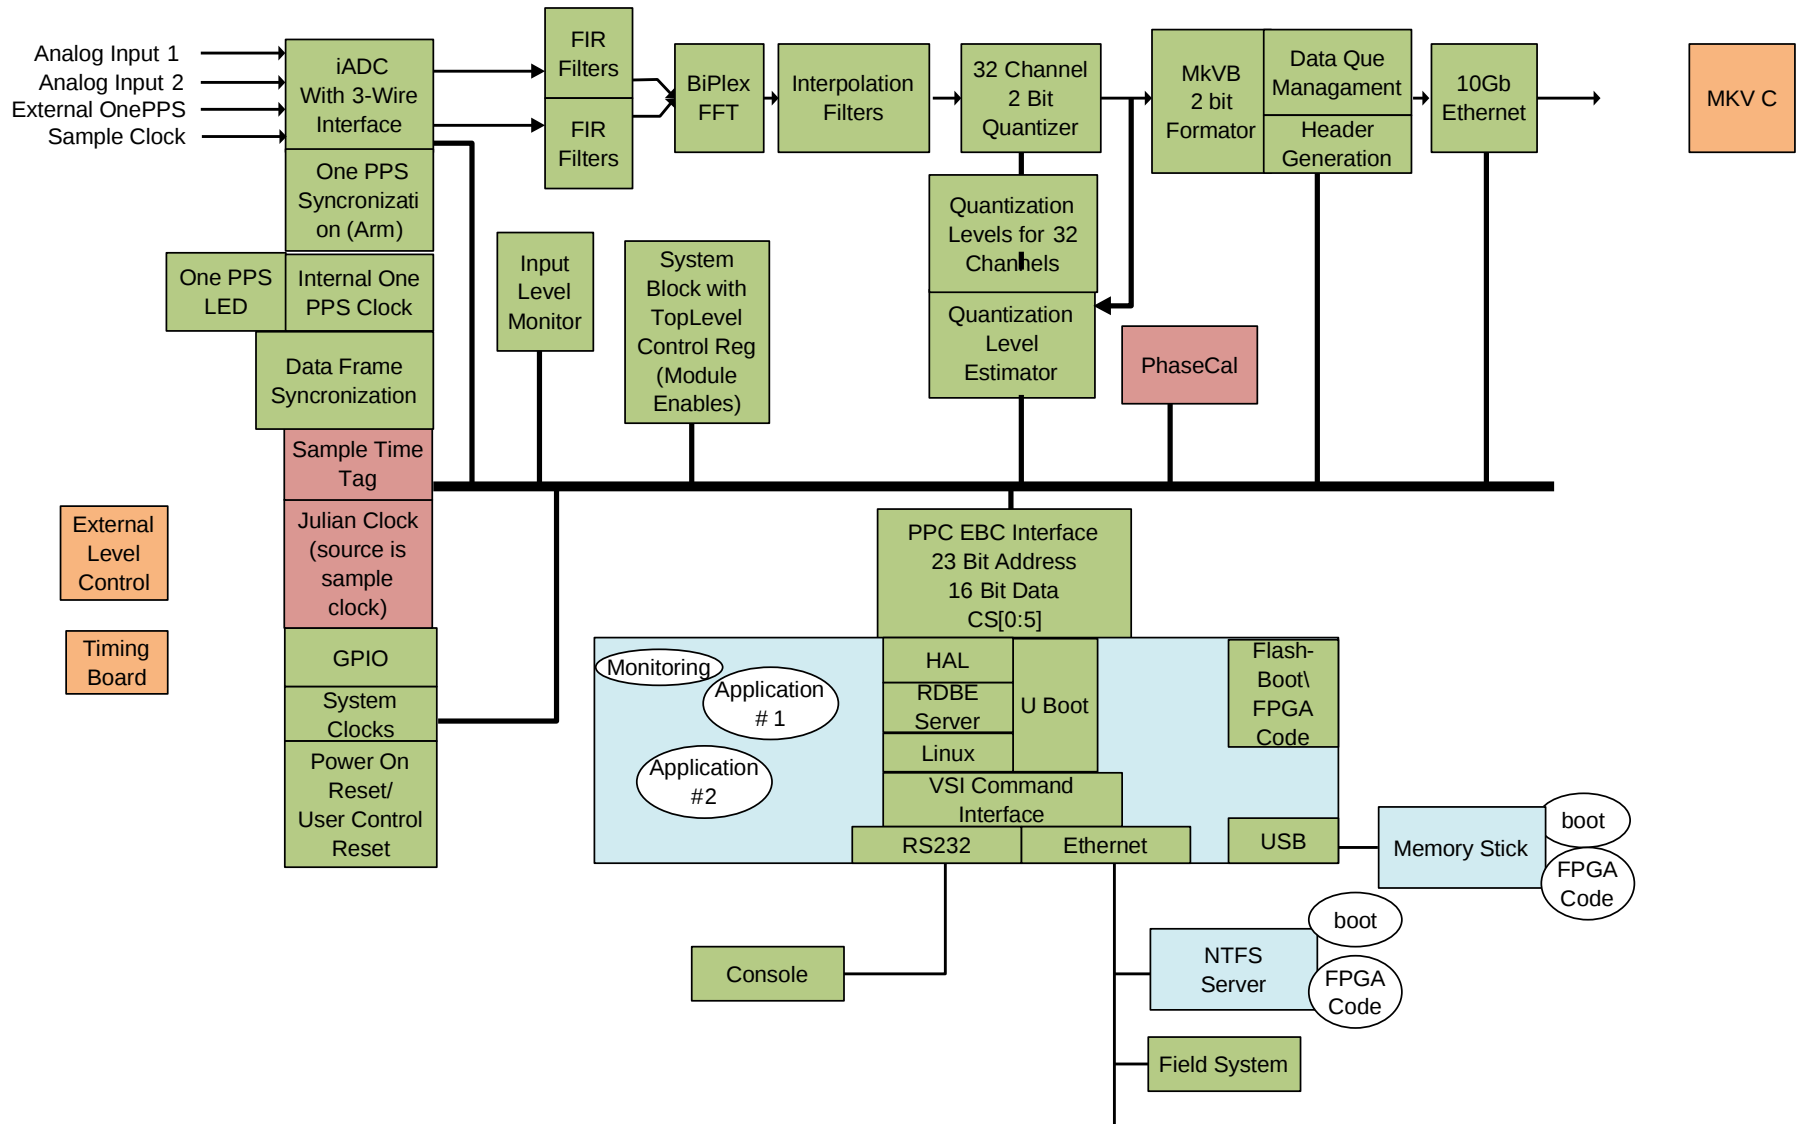 Analog Input 1
Analog Input 2
External OnePPS
Sample Clock
iADC
With 3-Wire
Interface
FIR
Filters
FIR
Filters
BiPlex
FFT
Interpolation
Filters
32 Channel
2 Bit
Quantizer
MkVB
2 bit
Formator
Data Que
Managament
Header
Generation
10Gb
Ethernet
MKV C
One PPS
Syncronizati
on (Arm)
One PPS
LED
Internal One
PPS Clock
Data Frame
Syncronization
Sample Time
Tag
Julian Clock
(source is
sample
clock)
GPIO
System
Clocks
Power On
Reset/
User Control
Reset
External
Level
Control
Timing
Board
Input
Level
Monitor
System
Block with
TopLevel
Control Reg
(Module
Enables)
Quantization
Levels for 32
Channels
Quantization
Level
Estimator
PhaseCal
PPC EBC Interface
23 Bit Address
16 Bit Data
CS[0:5]
Monitoring
Application
# 1
Application
#2
HAL
RDBE
Server
Linux
U Boot
VSI Command
Interface
RS232
Ethernet
Flash-
Boot\
FPGA
Code
USB
Memory Stick
boot
FPGA
Code
Console
NTFS
Server
boot
FPGA
Code
Field System